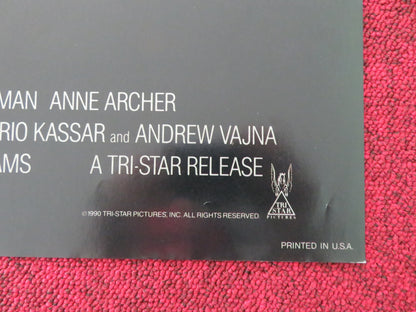 MAN ANNE ARCHER
RIO KASSAR and ANDREW VAJNA
AMS A TRI-STAR RELEASE
©1990 TRI-STAR PICTURES, INC. ALL RIGHTS RESERVED
TRI
STAR
PICTURES
PRINTED IN U.S.A.